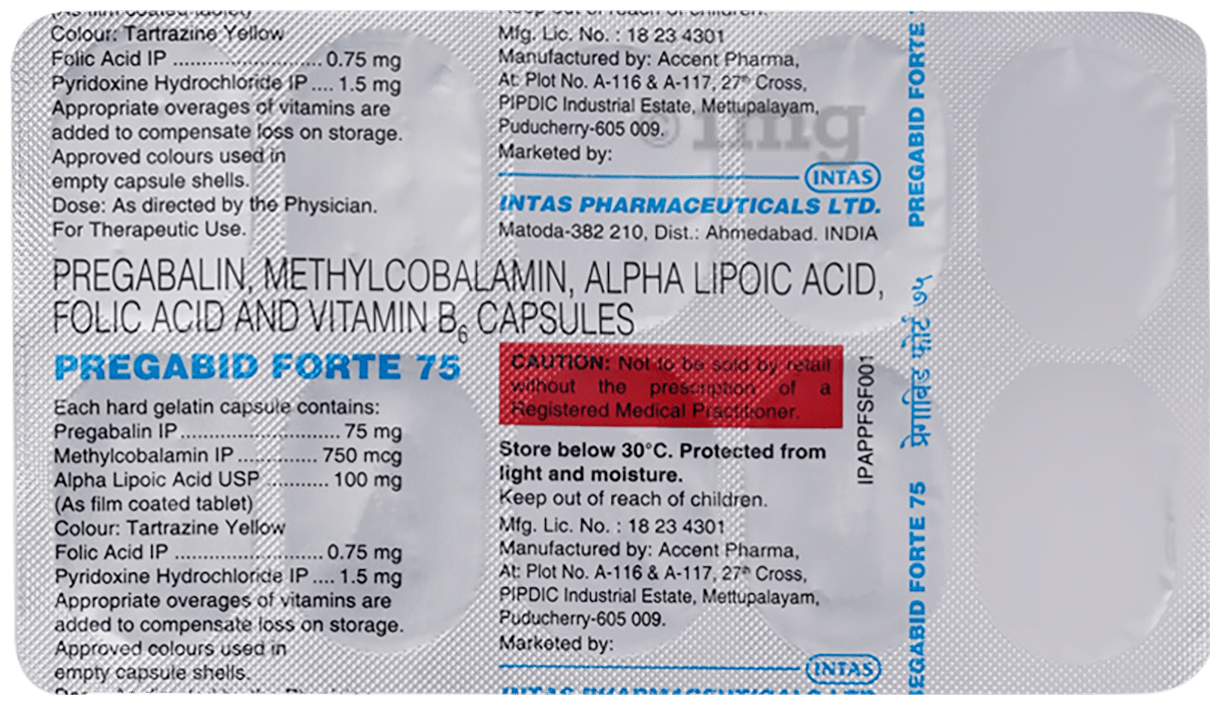 Colour: Tartrazine Yellow
Folic Acid IP ........................ 0.75 mg
Pyridoxine Hydrochloride IP .... 1.5 mg
Appropriate overages of vitamins are
added to compensate loss on storage.
Approved colours used in
empty capsule shells.
Dose: As directed by the Physician.
For Therapeutic Use.
Keep out of reach of children.
Mfg. Lic. No. : 18 23 4301
Manufactured by: Accent Pharma,
At: Plot No. A-116 & A-117, 27th Cross,
PIPDIC Industrial Estate, Mettupalayam,
Puducherry-605 009.
Marketed by:
INTAS
INTAS PHARMACEUTICALS LTD.
Matoda-382 210, Dist.: Ahmedabad. INDIA
1mg
PREGABALIN, METHYLCOBALAMIN, ALPHA LIPOIC ACID,
FOLIC ACID AND VITAMIN B6 CAPSULES
PREGABID FORTE 75
Each hard gelatin capsule contains:
Pregabalin IP.......................... 75 mg
Methylcobalamin IP ............. 750 mcg
Alpha Lipoic Acid USP ........... 100 mg
(As film coated tablet)
Colour: Tartrazine Yellow
Folic Acid IP ........................ 0.75 mg
Pyridoxine Hydrochloride IP .... 1.5 mg
Appropriate overages of vitamins are
added to compensate loss on storage.
Approved colours used in
empty capsule shells.
CAUTION: Not to be sold by retail
without the prescription of a
Registered Medical Practitioner.
Store below 30°C. Protected from
light and moisture.
Keep out of reach of children.
Mfg. Lic. No. : 18 23 4301
Manufactured by: Accent Pharma,
At: Plot No. A-116 & A-117, 27th Cross,
PIPDIC Industrial Estate, Mettupalayam,
Puducherry-605 009.
Marketed by:
INTAS
INTAS PHARMACEUTICALS LTD
IPAPPFSF001
PREGABID FORTE
प्रेगाबिड फोर्ट ७५
REGABID FORTE 75